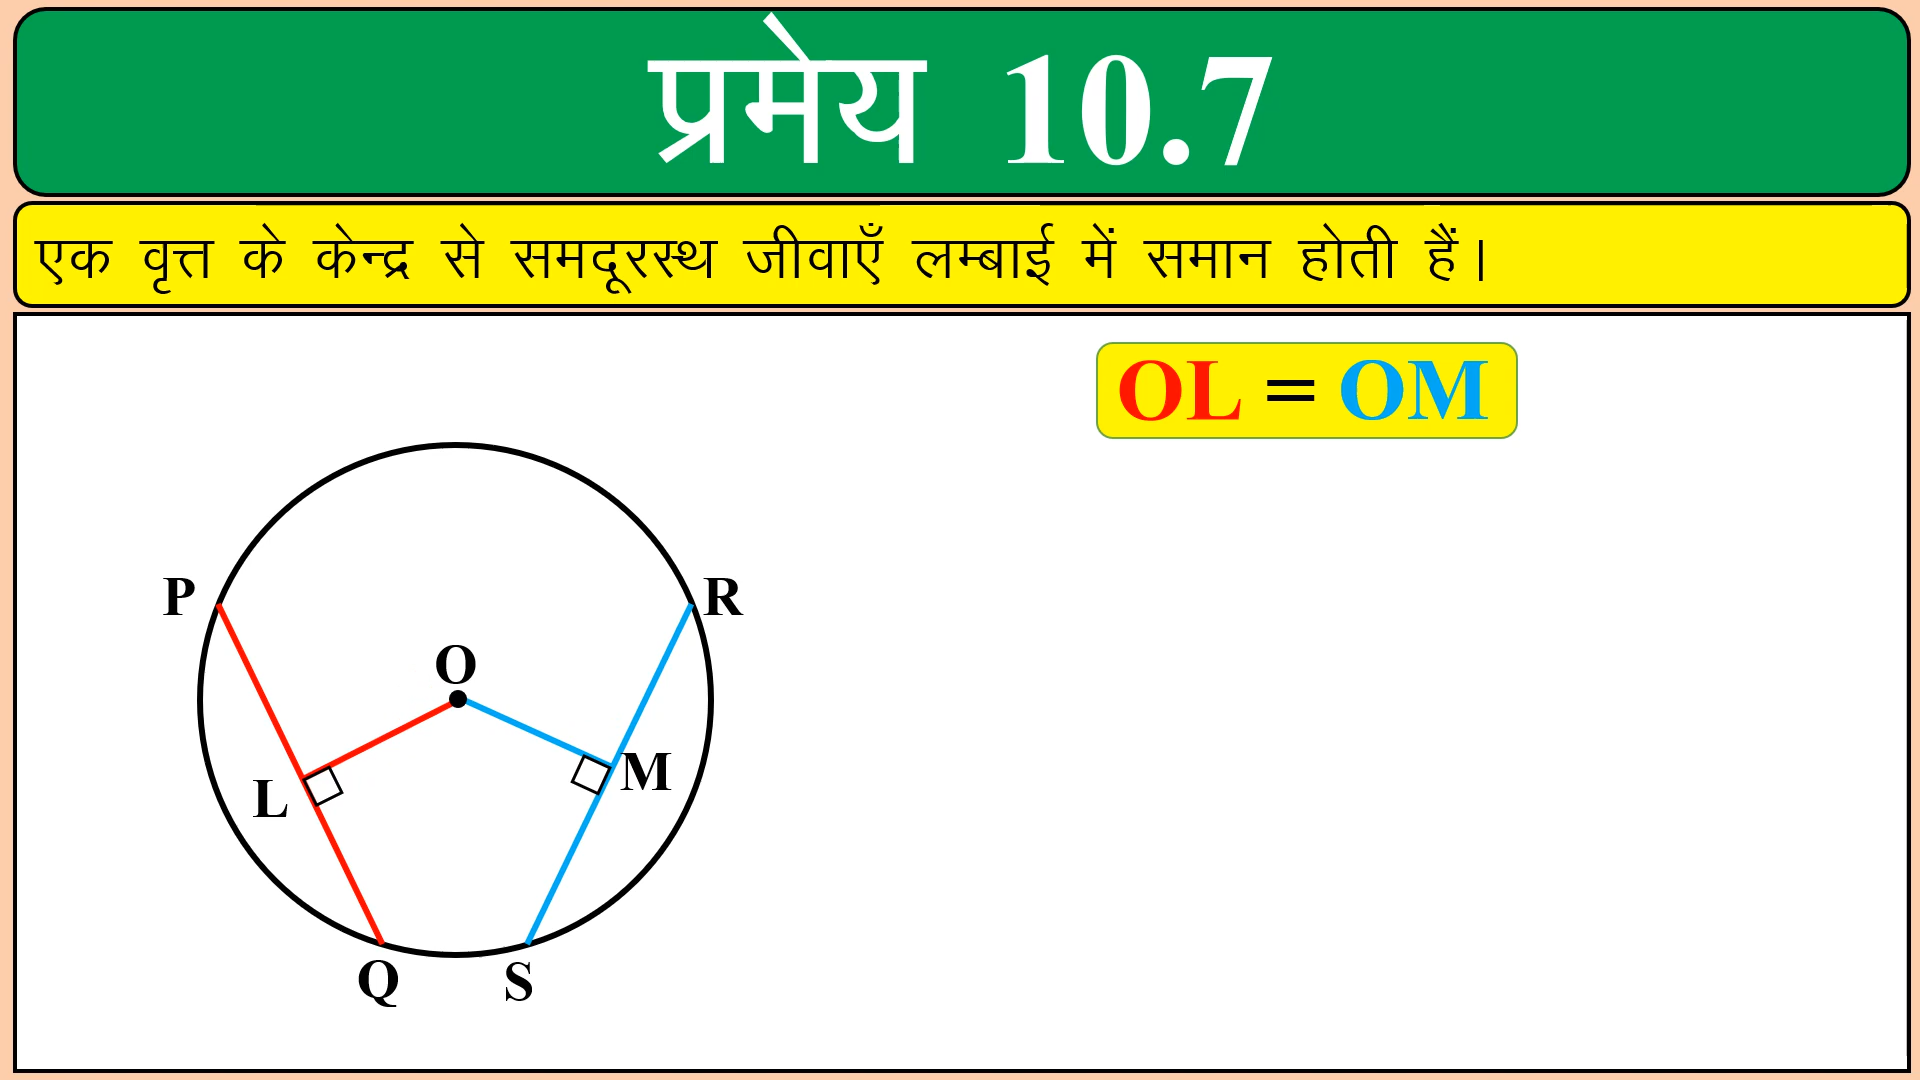 प्रमेय 10.7
एक वृत्त के केन्द्र से समदूरस्थ जीवाएँ लम्बाई में समान होती हैं।
OL = OM
P
R
O
L
M
Q
S